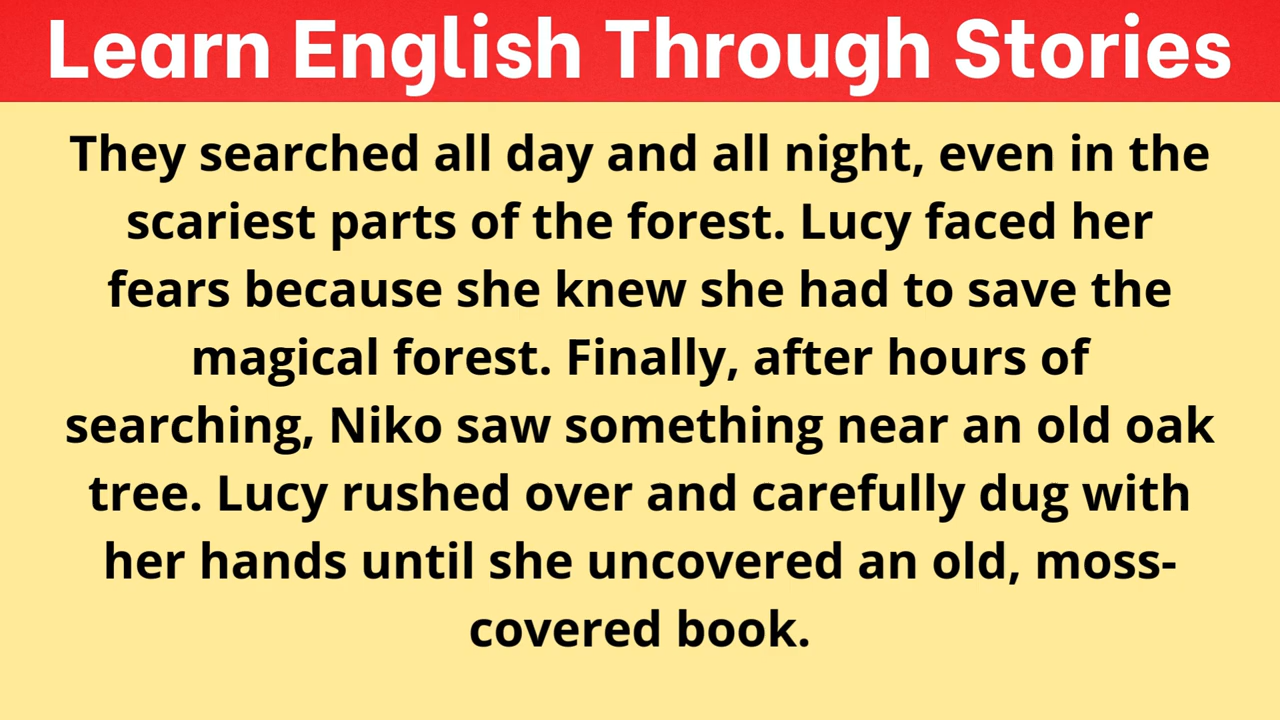 Learn English Through Stories
They searched all day and all night, even in the
scariest parts of the forest. Lucy faced her
fears because she knew she had to save the
magical forest. Finally, after hours of
searching, Niko saw something near an old oak
tree. Lucy rushed over and carefully dug with
her hands until she uncovered an old, moss-
covered book.